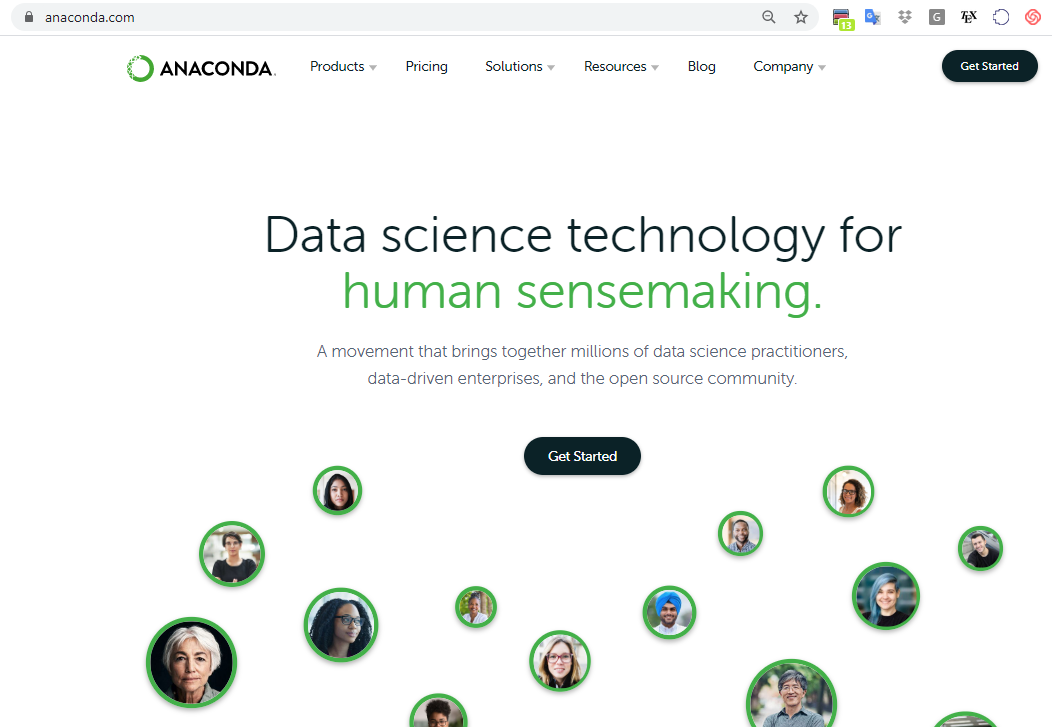 anaconda.com
13
G
G
TEX
ANACONDA.
Products
Pricing
Solutions
Resources
Blog
Company
Get Started
Data science technology for
human sensemaking.
A movement that brings together millions of data science practitioners,
data-driven enterprises, and the open source community.
Get Started